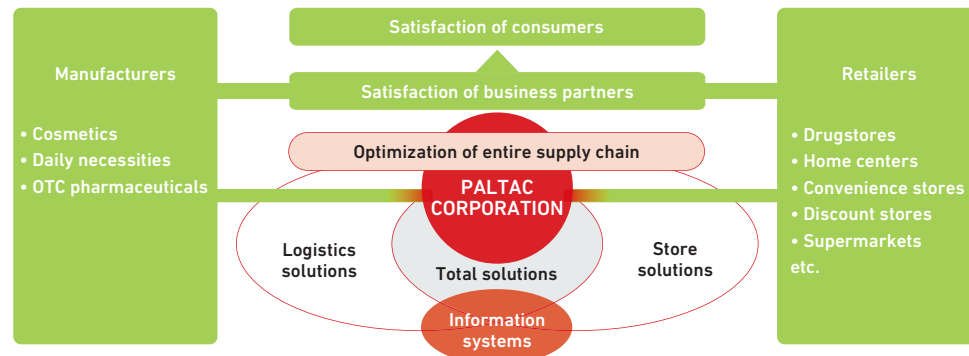 Manufacturers
• Cosmetics
• Daily necessities
• OTC pharmaceuticals
Satisfaction of consumers
Satisfaction of business partners
Optimization of entire supply chain
PALTAC
CORPORATION
Logistics
solutions
Total solutions
Store
solutions
Information
systems
Retailers
• Drugstores
• Home centers
• Convenience stores
• Discount stores
• Supermarkets
etc.